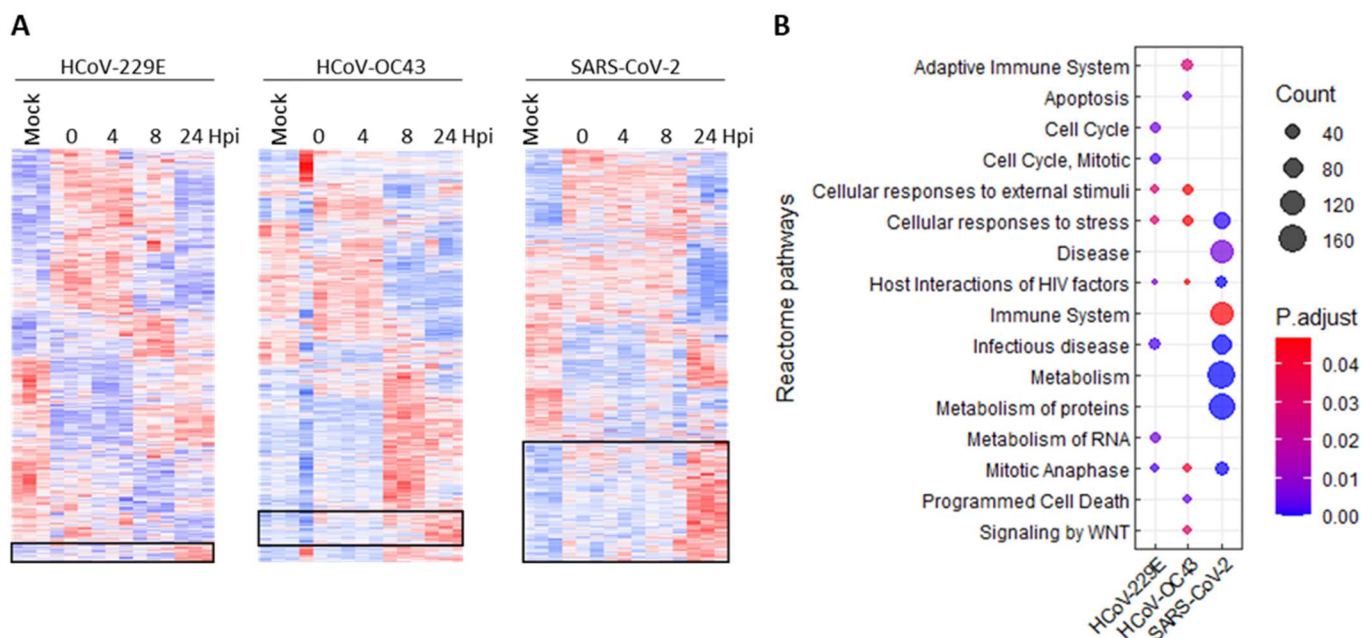 A
HCoV-229E
HCoV-OC43
SARS-CoV-2
Mock
0 4 8 24 Hpi
Mock
0 4 8 24 Hpi
Mock
0 4 8 24 Hpi
B
Reactome pathways
Adaptive Immune System
Apoptosis
Cell Cycle
Cell Cycle, Mitotic
Cellular responses to external stimuli
Cellular responses to stress
Disease
Host Interactions of HIV factors
Immune System
Infectious disease
Metabolism
Metabolism of proteins
Metabolism of RNA
Mitotic Anaphase
Programmed Cell Death
Signaling by WNT
HCoV-229E
HCoV-OC43
SARS-CoV-2
Count
40
80
120
160
P.adjust
0.04
0.03
0.02
0.01
0.00